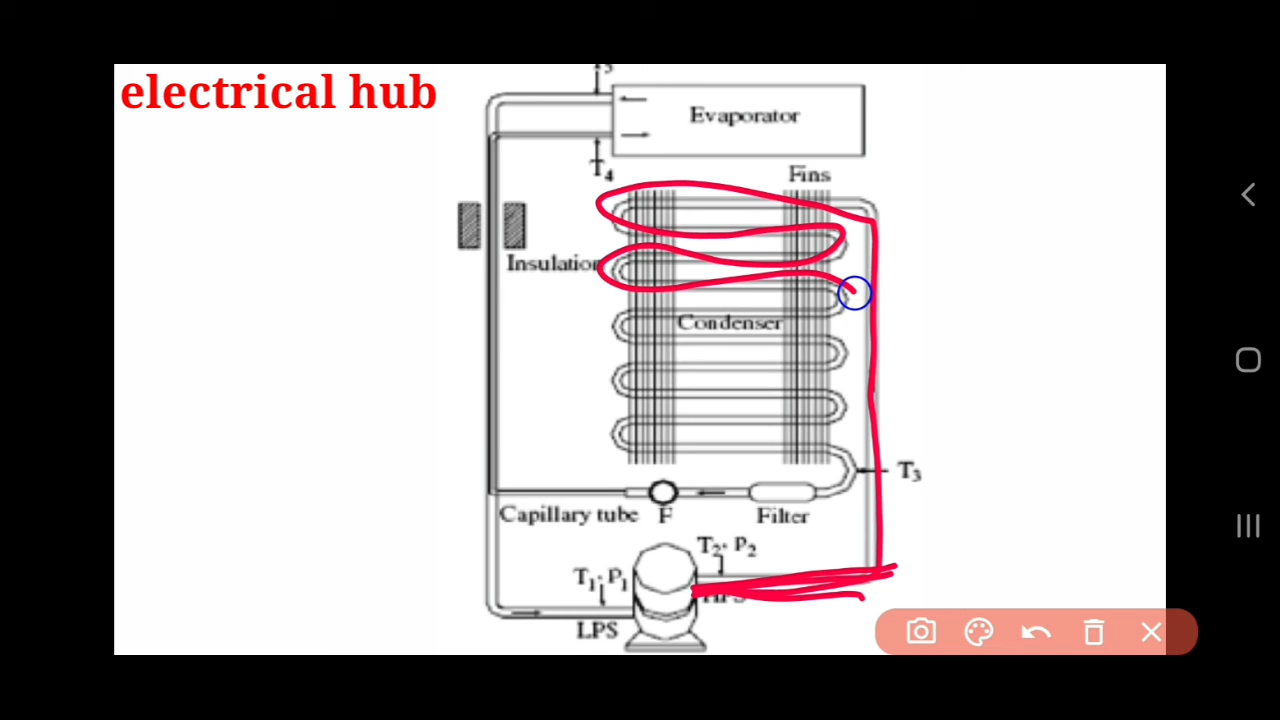 electrical hub
Evaporator
T4
Fins
Insulation
Condenser
T3
Capillary tube
F
Filter
T2, P2
T1, P1
LPS